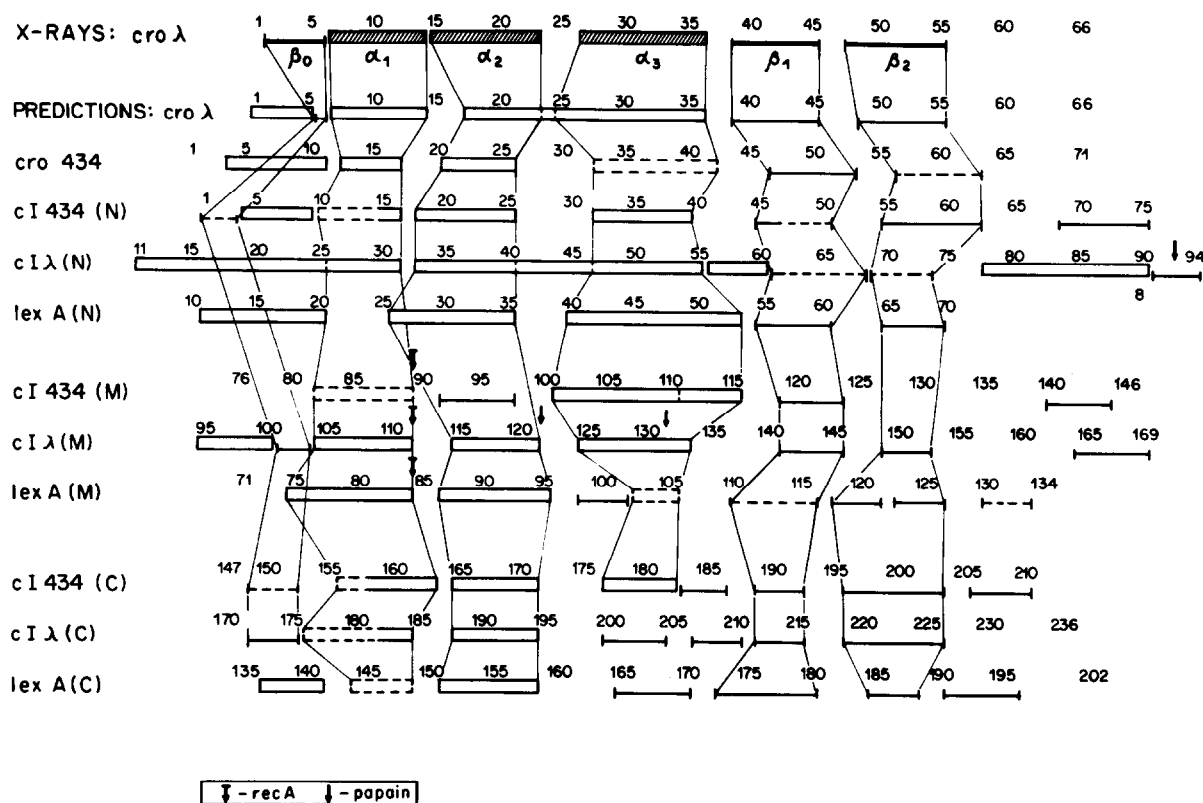 1 5 10 15 20 25 30 35 40 45 50 55 60 66
X-RAYS: cro λ
β₀ α₁ α₂ α₃ β₁ β₂
1 5 10 15 20 25 30 35 40 45 50 55 60 66
PREDICTIONS: cro λ
1 5 10 15 20 25 30 35 40 45 50 55 60 65 71
cro 434
1 5 10 15 20 25 30 35 40 45 50 55 60 65 70 75
cI 434 (N)
11 15 20 25 30 35 40 45 50 55 60 65 70 75 80 85 90 94
cI λ (N)
8
10 15 20 25 30 35 40 45 50 55 60 65 70
lex A (N)
76 80 85 90 95 100 105 110 115 120 125 130 135 140 146
cI 434 (M)
95 100 105 110 115 120 125 130 135 140 145 150 155 160 165 169
cI λ (M)
71 75 80 85 90 95 100 105 110 115 120 125 130 134
lex A (M)
147 150 155 160 165 170 175 180 185 190 195 200 205 210
cI 434 (C)
170 175 180 185 190 195 200 205 210 215 220 225 230 236
cI λ (C)
135 140 145 150 155 160 165 170 175 180 185 190 195 202
lex A (C)
- recA - papain